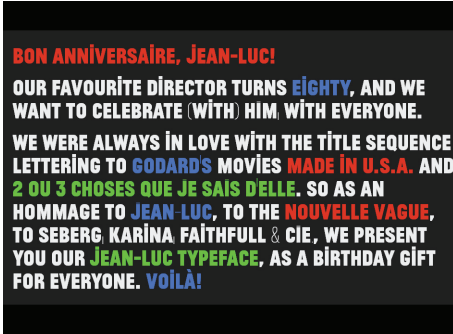 BON ANNiVERSAiRE, jEAN-LUC!
OUR FAVOURiTE DiRECTOR TURNS EiGHTY, AND WE
WANT TO CELEBRATE (WiTH) HiM, WiTH EVERYONE.
WE WERE ALWAYS iN LOVE WiTH THE TiTLE SEQUENCE
LETTERiNG TO GODARD'S MOViES MADE iN U.S.A. AND
2 OU 3 CHOSES QUE jE SAiS D'ELLE. SO AS AN
HOMMAGE TO jEAN-LUC, TO THE NOUVELLE VAGUE,
TO SEBERG, KARiNA, FAiTHFULL & CiE, WE PRESENT
YOU OUR jEAN-LUC TYPEFACE, AS A BiRTHDAY GiFT
FOR EVERYONE. VOiLÀ!